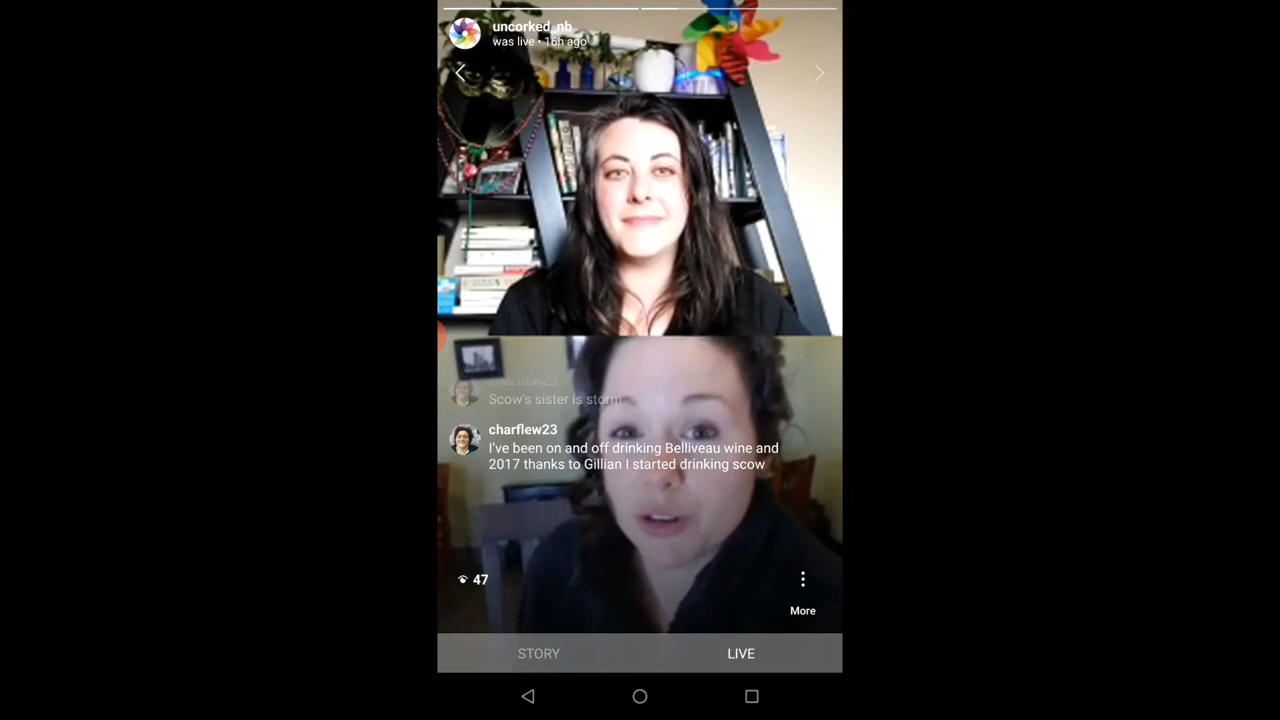 uncorked_nb
was live • 16h ago
charflew23
Scow's sister is storm
charflew23
I've been on and off drinking Belliveau wine and
2017 thanks to Gillian I started drinking scow
47
More
STORY
LIVE